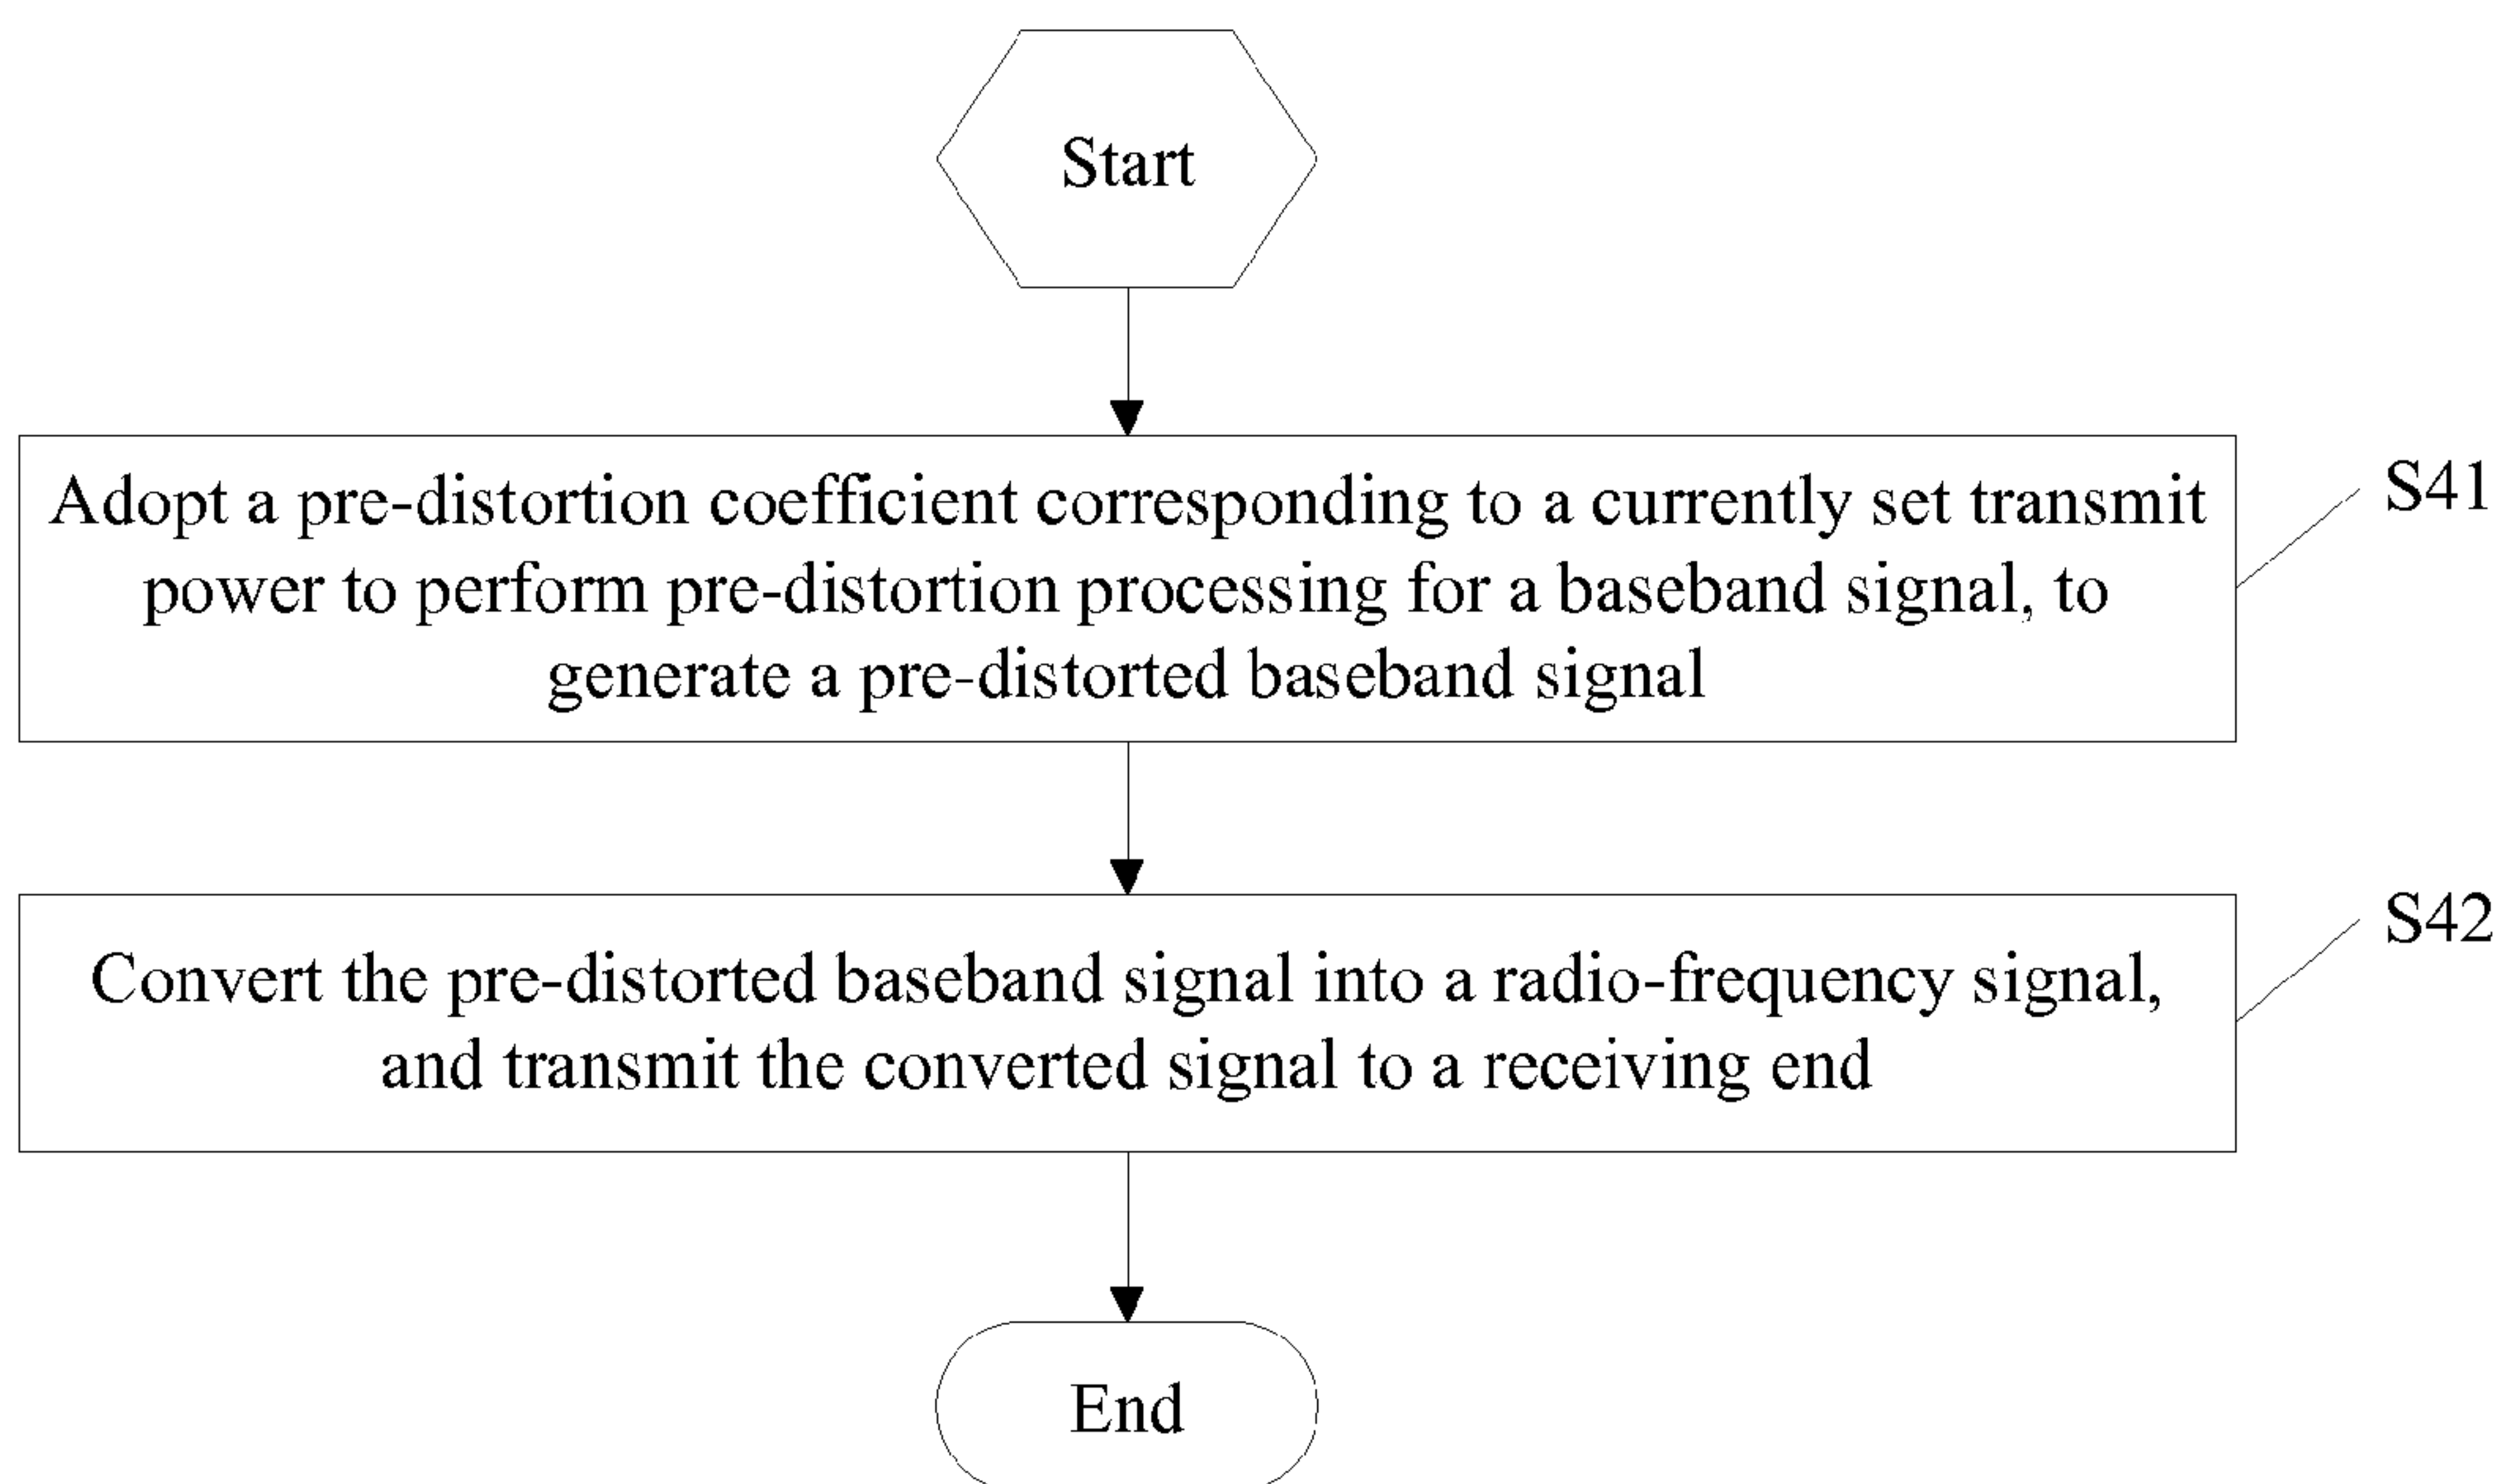 Start
Adopt a pre-distortion coefficient corresponding to a currently set transmit
power to perform pre-distortion processing for a baseband signal, to
generate a pre-distorted baseband signal
S41
Convert the pre-distorted baseband signal into a radio-frequency signal,
and transmit the converted signal to a receiving end
S42
End